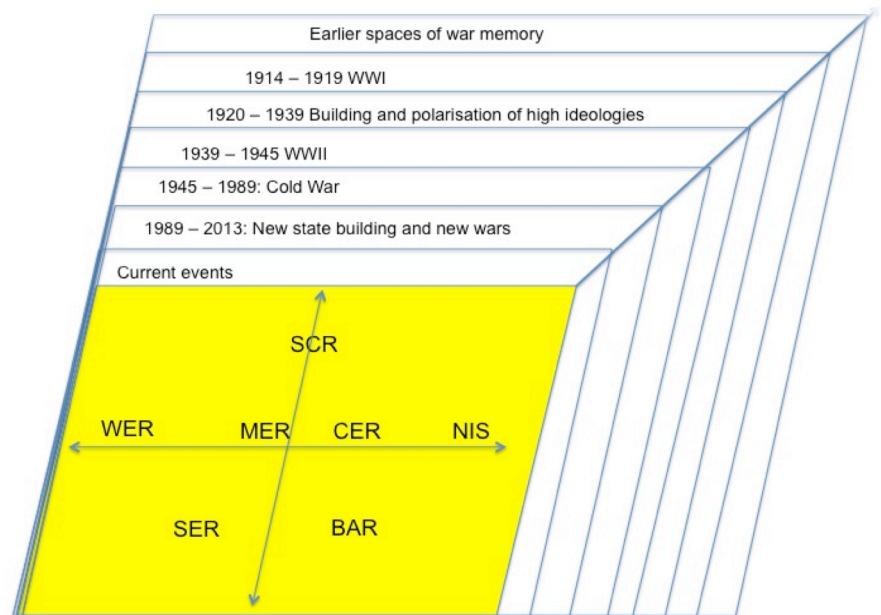 Earlier spaces of war memory
1914 – 1919 WWI
1920 – 1939 Building and polarisation of high ideologies
1939 – 1945 WWII
1945 – 1989: Cold War
1989 – 2013: New state building and new wars
Current events
SCR
WER MER CER NIS
SER BAR